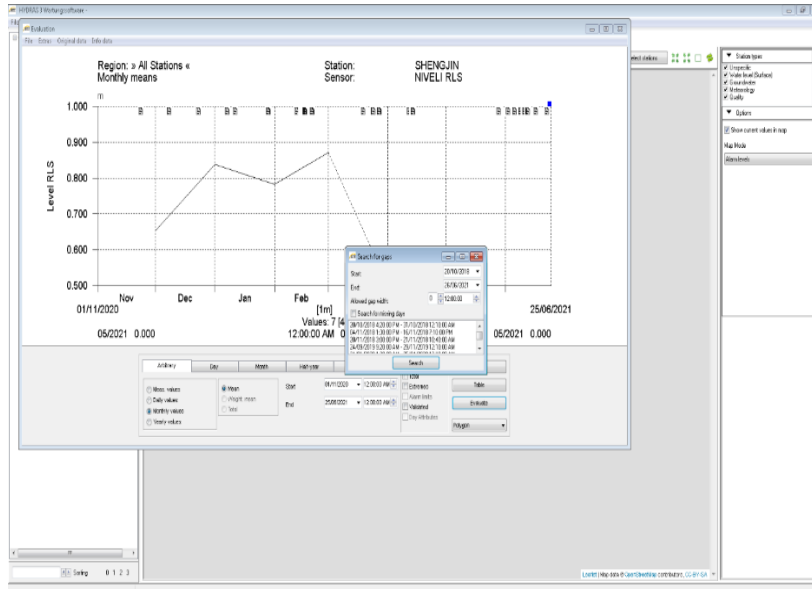 HYDRAS 3
Evaluation
File Extras Original data Info data
Region: » All Stations «
Station: SHENGJIN
Monthly means
Sensor: NIVELI RLS
m
1.000
0.900
0.800
0.700
0.600
0.500
Level RLS
Nov Dec Jan Feb
01/11/2020
[1m]
25/06/2021
Values: 7 [4
05/2021 0.000
12:00:00 AM 0
05/2021 0.000
Search for gaps
Start
20/10/2018
End
26/06/2021
Allowed gap width:
0 12:00:00
Search for missing days
Search
Arbitrary Day Month Half-year
Meas. values
Daily values
Monthly values
Yearly values
Mean
Weight. mean
Total
Start 01/11/2020 12:00:00 AM
End 25/06/2021 12:00:00 AM
Total
Extremes
Alarm limits
Validated
Day Attributes
Table
Evaluate
Polygon
select stations
Station types
Unspecific
Water level (Surface)
Groundwater
Meteorology
Quality
Options
Show current values in map
Map Mode
Alarm levels
Soring 0 1 2 3
Leaflet | Map data © OpenStreetMap contributors, CC-BY-SA